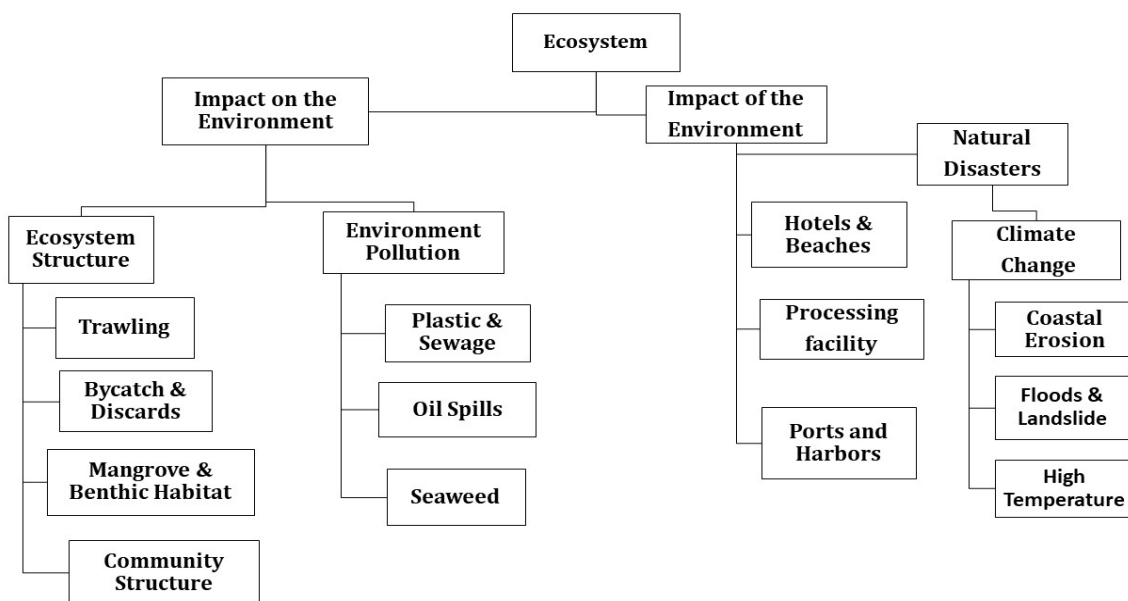 Ecosystem
Impact on the
Environment
Impact of the
Environment
Natural
Disasters
Ecosystem
Structure
Environment
Pollution
Hotels &
Beaches
Climate
Change
Trawling
Plastic &
Sewage
Processing
facility
Coastal
Erosion
Bycatch &
Discards
Oil Spills
Floods &
Landslide
Mangrove &
Benthic Habitat
Seaweed
Ports and
Harbors
High
Temperature
Community
Structure